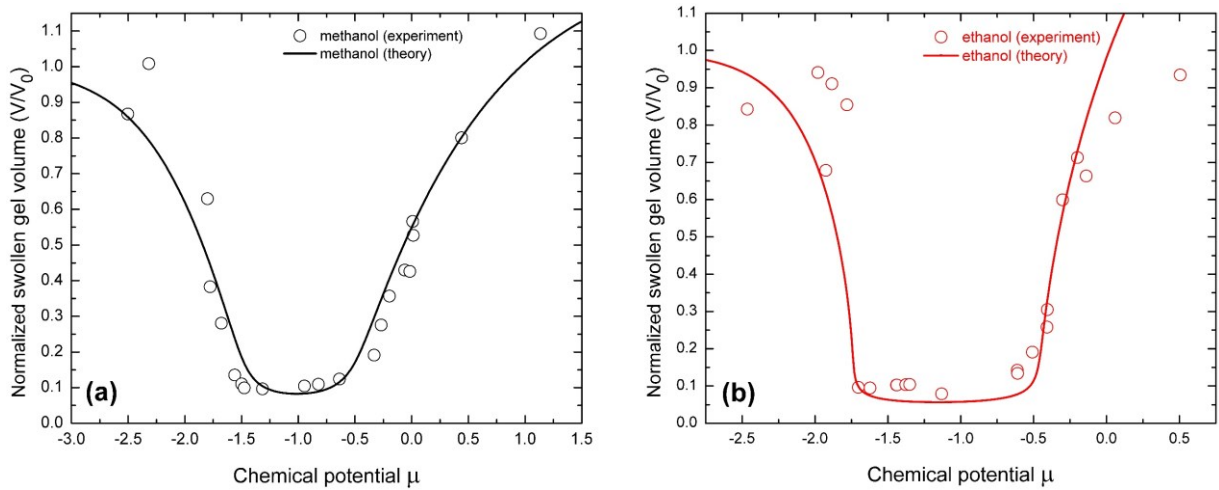 1.1
1.0
0.9
0.8
0.7
0.6
0.5
0.4
0.3
0.2
0.1
0.0
Normalized swollen gel volume (V/V0)
methanol (experiment)
methanol (theory)
(a)
-3.0 -2.5 -2.0 -1.5 -1.0 -0.5 0.0 0.5 1.0 1.5
Chemical potential μ
1.1
1.0
0.9
0.8
0.7
0.6
0.5
0.4
0.3
0.2
0.1
0.0
Normalized swollen gel volume (V/V0)
ethanol (experiment)
ethanol (theory)
(b)
-2.5 -2.0 -1.5 -1.0 -0.5 0.0 0.5
Chemical potential μ